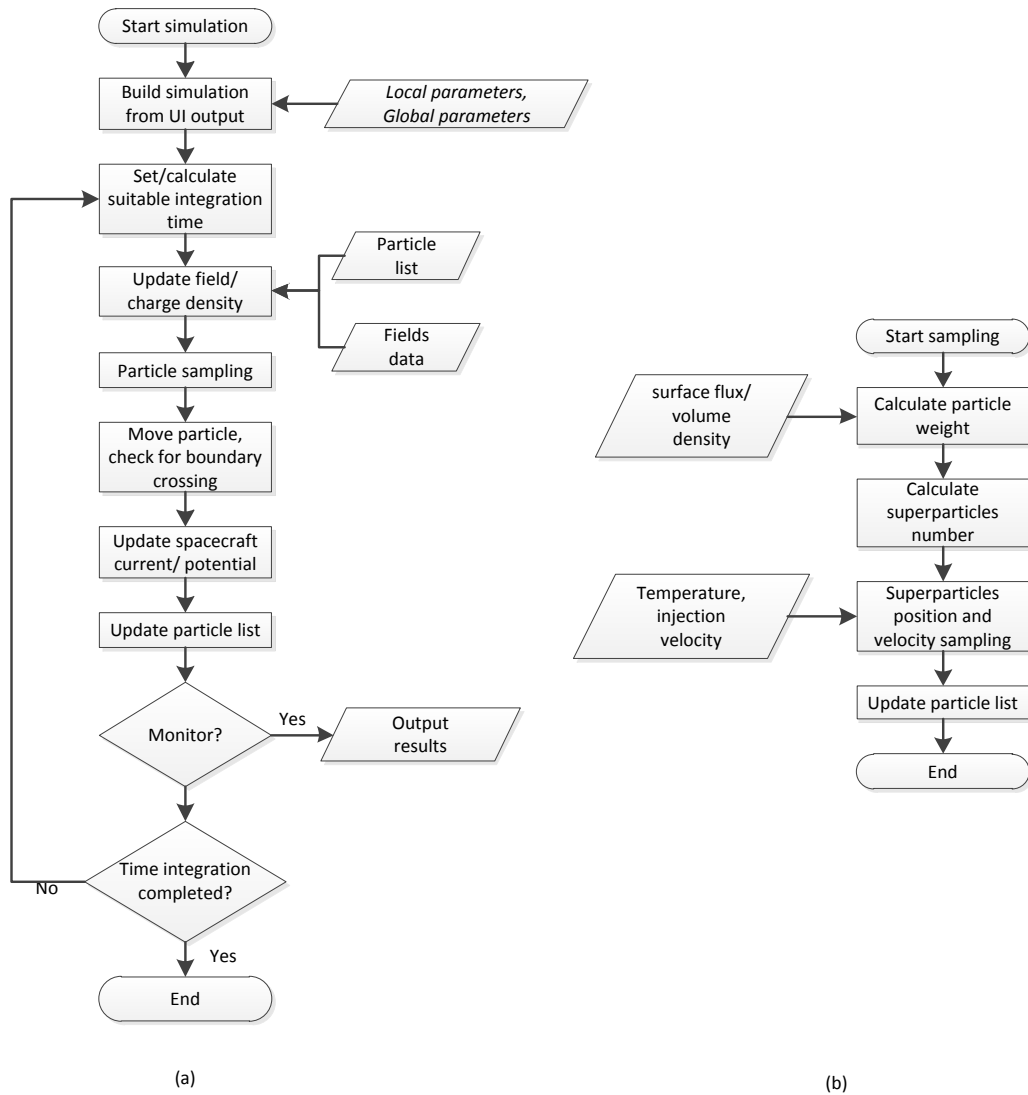 Start simulation
Build simulation
from UI output
Local parameters,
Global parameters
Set/calculate
suitable integration
time
Particle
list
Update field/
charge density
Fields
data
Particle sampling
Move particle,
check for boundary
crossing
Update spacecraft
current/ potential
Update particle list
Monitor?
Yes
Output
results
Time integration
completed?
No
Yes
End
(a)
Start sampling
surface flux/
volume
density
Calculate particle
weight
Calculate
superparticles
number
Temperature,
injection
velocity
Superparticles
position and
velocity sampling
Update particle list
End
(b)